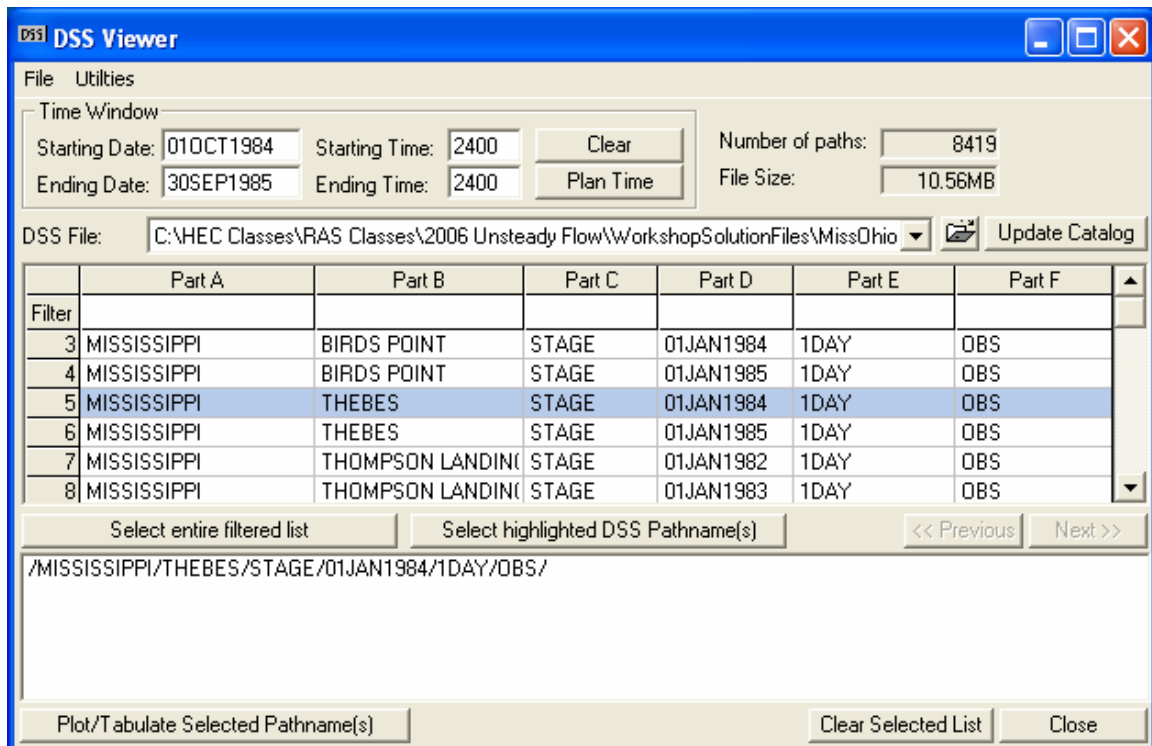 DSS DSS Viewer
File Utilties
Time Window
Starting Date: 01OCT1984 Starting Time: 2400 Clear Number of paths: 8419
Ending Date: 30SEP1985 Ending Time: 2400 Plan Time File Size: 10.56MB
DSS File: C:\HEC Classes\RAS Classes\2006 Unsteady Flow\WorkshopSolutionFiles\MissOhio Update Catalog
Part A Part B Part C Part D Part E Part F
Filter
3 MISSISSIPPI BIRDS POINT STAGE 01JAN1984 1DAY OBS
4 MISSISSIPPI BIRDS POINT STAGE 01JAN1985 1DAY OBS
5 MISSISSIPPI THEBES STAGE 01JAN1984 1DAY OBS
6 MISSISSIPPI THEBES STAGE 01JAN1985 1DAY OBS
7 MISSISSIPPI THOMPSON LANDIN( STAGE 01JAN1982 1DAY OBS
8 MISSISSIPPI THOMPSON LANDIN( STAGE 01JAN1983 1DAY OBS
Select entire filtered list Select highlighted DSS Pathname(s) << Previous Next >>
/MISSISSIPPI/THEBES/STAGE/01JAN1984/1DAY/OBS/
Plot/Tabulate Selected Pathname(s) Clear Selected List Close